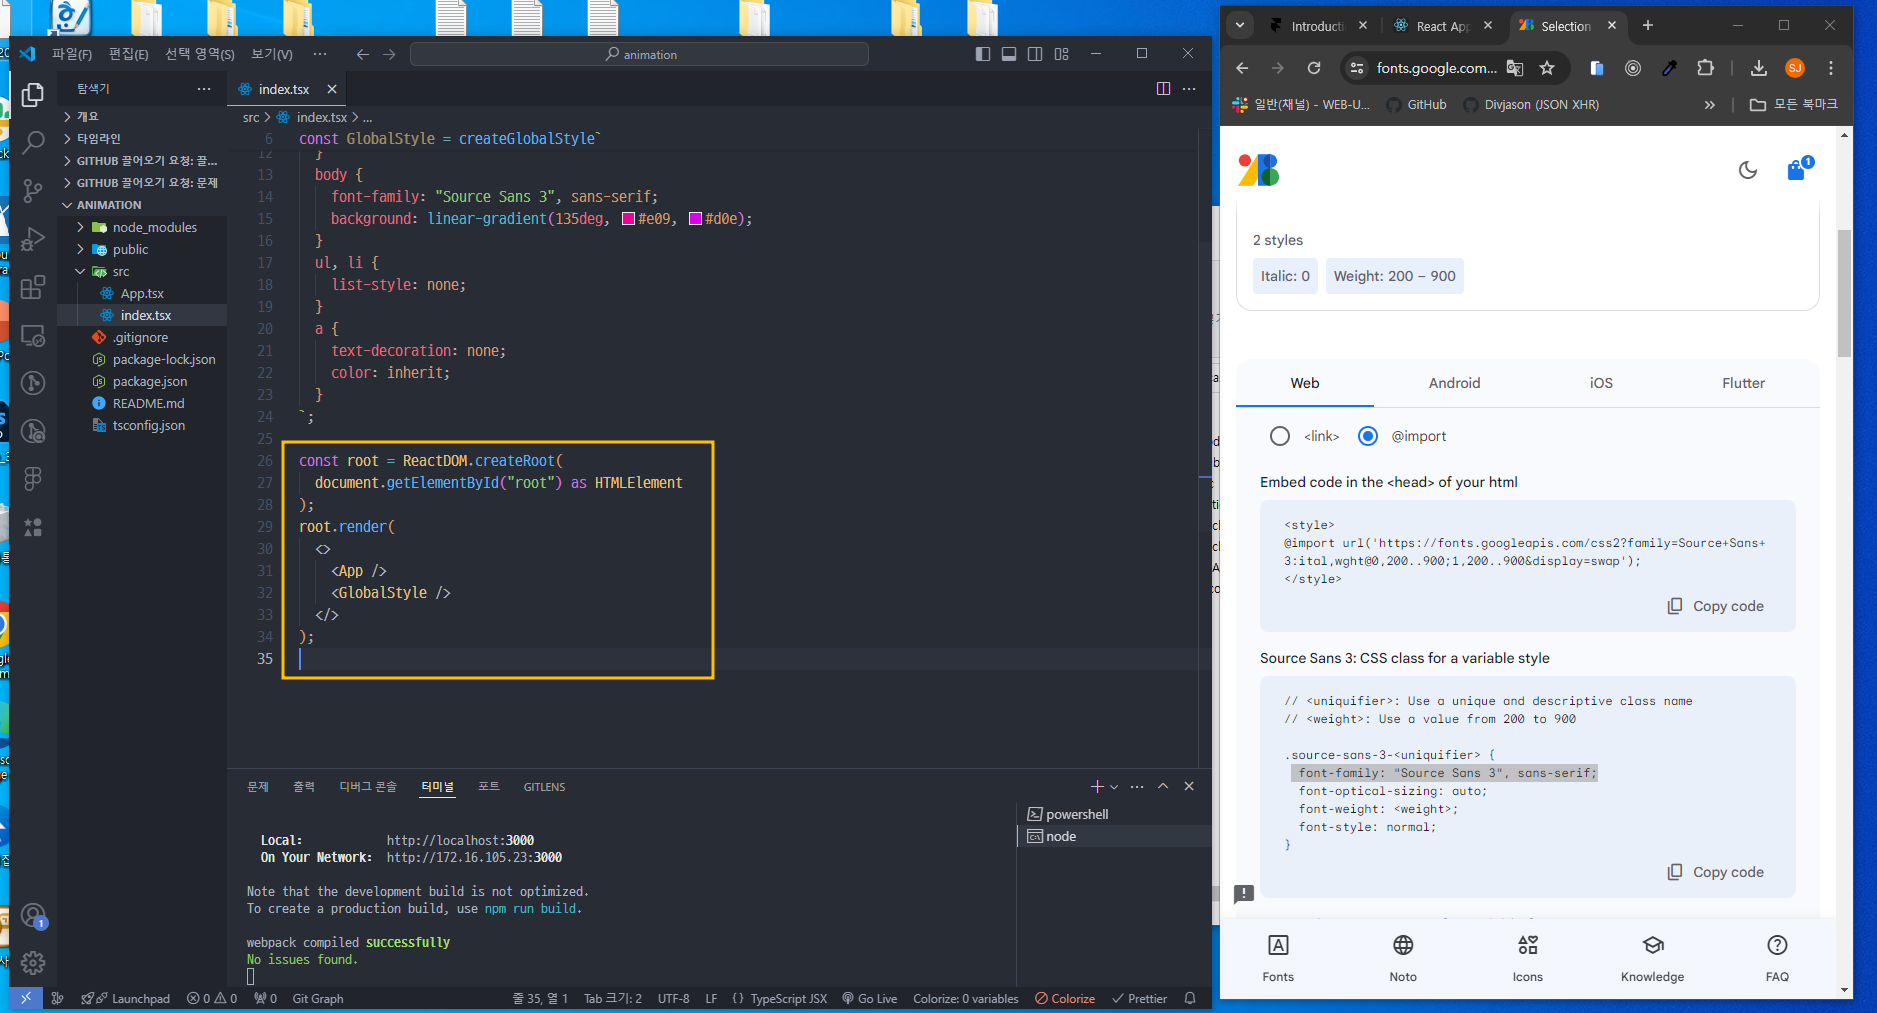 파일(F) 편집(E) 선택 영역(S) 보기(V) ···
animation
탐색기
개요
타임라인
GITHUB 끌어오기 요청: 끌...
GITHUB 끌어오기 요청: 문제
ANIMATION
node_modules
public
src
App.tsx
index.tsx
.gitignore
package-lock.json
package.json
README.md
tsconfig.json
1
index.tsx
src > index.tsx > ...
6 const GlobalStyle = createGlobalStyle`
12 }
13 body {
14 font-family: "Source Sans 3", sans-serif;
15 background: linear-gradient(135deg, #e09, #d0e);
16 }
17 ul, li {
18 list-style: none;
19 }
20 a {
21 text-decoration: none;
22 color: inherit;
23 }
24 `;
25
26 const root = ReactDOM.createRoot(
27 document.getElementById("root") as HTMLElement
28 );
29 root.render(
30 <>
31 <App />
32 <GlobalStyle />
33 </>
34 );
35
문제 출력 디버그 콘솔 터미널 포트 GITLENS
Local: http://localhost:3000
On Your Network: http://172.16.105.23:3000
Note that the development build is not optimized.
To create a production build, use npm run build.
webpack compiled successfully
No issues found.
powershell
node
Launchpad 0 0 0 Git Graph 줄 35, 열 1 Tab 크기: 2 UTF-8 LF {} TypeScript JSX Go Live Colorize: 0 variables Colorize Prettier
Introducti React App Selection
fonts.google.com...
SJ
일반(채널) - WEB-U... GitHub Divjason (JSON XHR) » 모든 북마크
1
2 styles
Italic: 0 Weight: 200 – 900
Web Android iOS Flutter
<link> @import
Embed code in the <head> of your html
<style>
@import url('https://fonts.googleapis.com/css2?family=Source+Sans+
3:ital,wght@0,200..900;1,200..900&display=swap');
</style>
Copy code
Source Sans 3: CSS class for a variable style
// <uniquifier>: Use a unique and descriptive class name
// <weight>: Use a value from 200 to 900
.source-sans-3-<uniquifier> {
font-family: "Source Sans 3", sans-serif;
font-optical-sizing: auto;
font-weight: <weight>;
font-style: normal;
}
Copy code
Fonts Noto Icons Knowledge FAQ